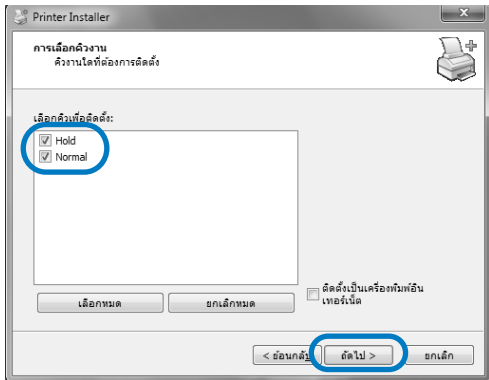 Printer Installer
การเลือกคิวงาน
คิวงานใดที่ต้องการติดตั้ง
เลือกคิวเพื่อติดตั้ง:
Hold
Normal
ติดตั้งเป็นเครื่องพิมพ์อิน
เทอร์เน็ต
เลือกหมด
ยกเลิกหมด
< ย้อนกลับ
ถัดไป >
ยกเลิก